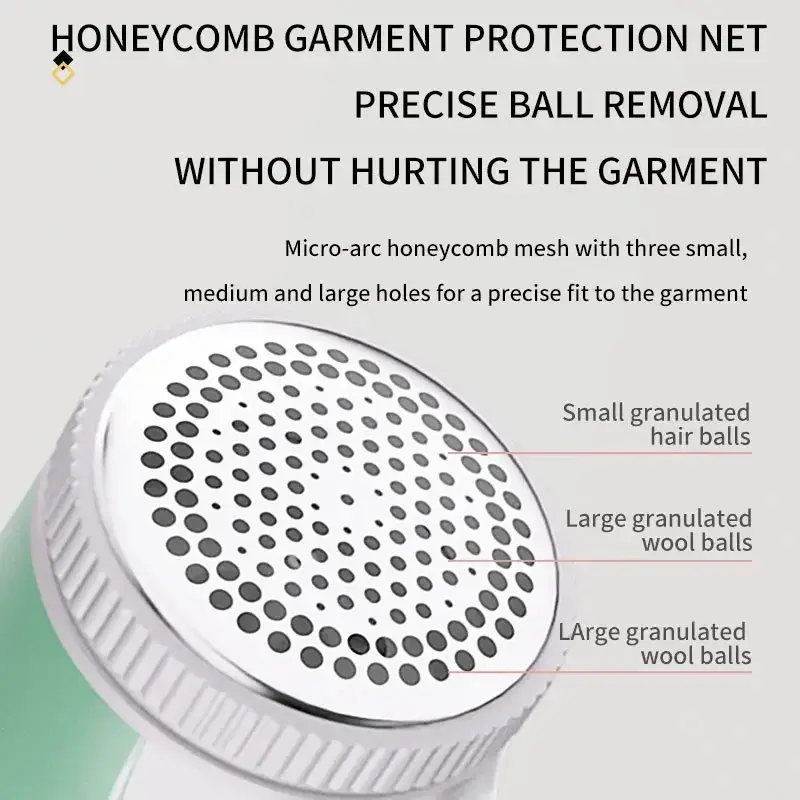 HONEYCOMB GARMENT PROTECTION NET
PRECISE BALL REMOVAL
WITHOUT HURTING THE GARMENT
Micro-arc honeycomb mesh with three small,
medium and large holes for a precise fit to the garment
Small granulated
hair balls
Large granulated
wool balls
LArge granulated
wool balls